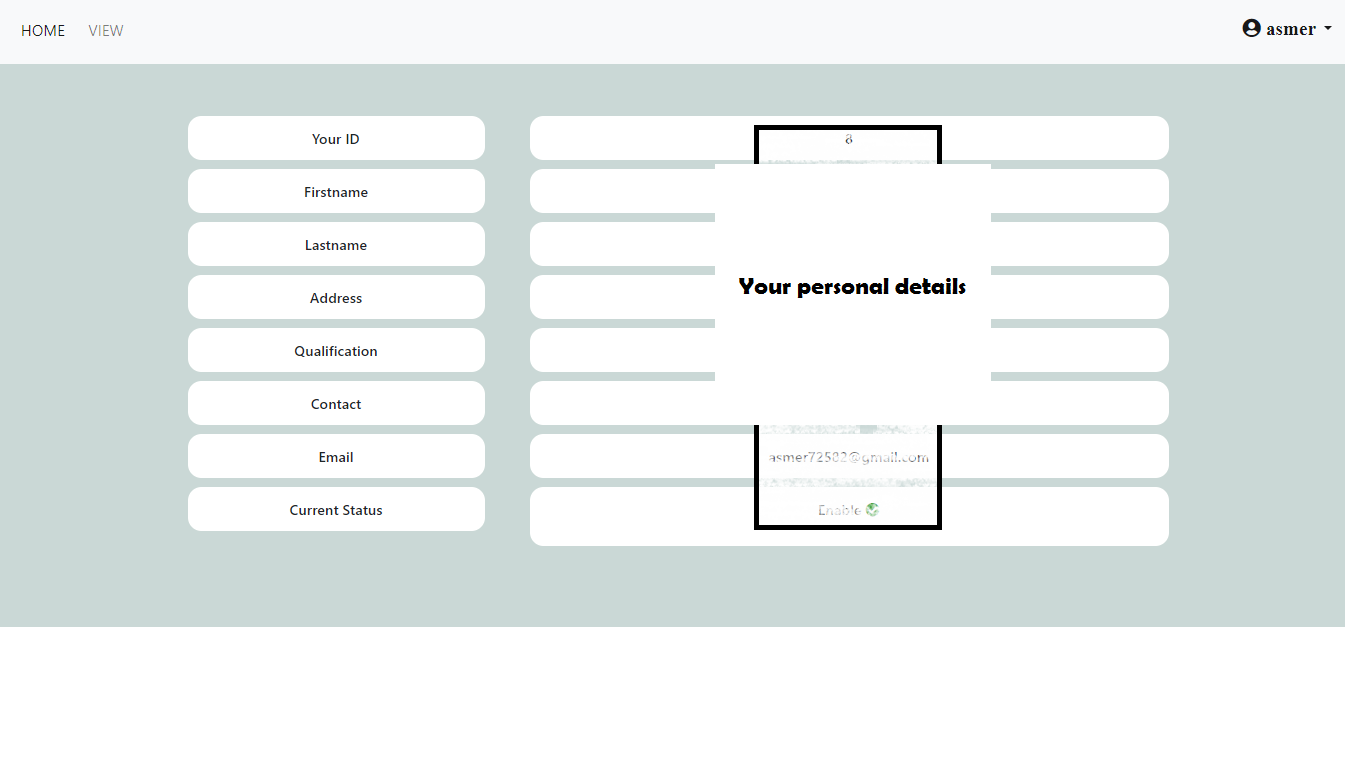 HOME VIEW asmer
Your ID 8
Firstname
Lastname
Your personal details
Address
Qualification
Contact
Email asmer72582@gmail.com
Current Status Enable